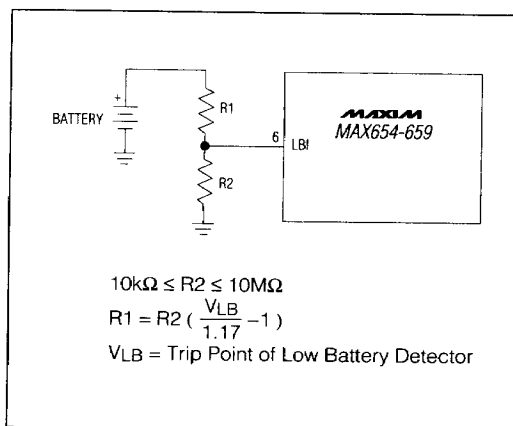 +
BATTERY
R1
R2
6
LBI
MAXIM
MAX654-659
10kΩ ≤ R2 ≤ 10MΩ
R1 = R2 ( VLB / 1.17 −1 )
VLB = Trip Point of Low Battery Detector